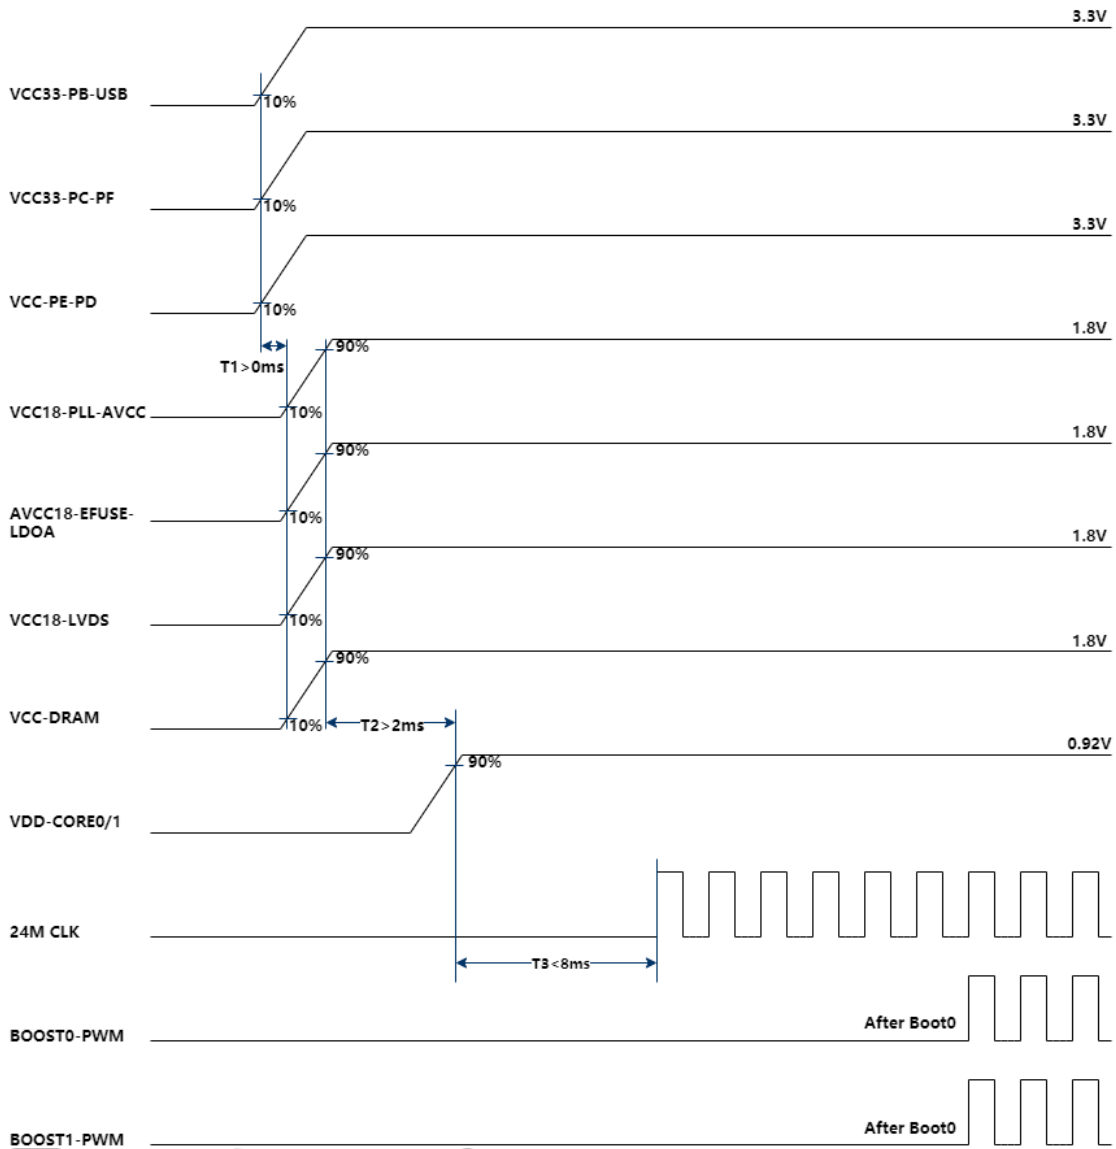 3.3V
VCC33-PB-USB
10%
3.3V
VCC33-PC-PF
10%
3.3V
VCC-PE-PD
10%
1.8V
90%
T1>0ms
VCC18-PLL-AVCC
10%
1.8V
90%
AVCC18-EFUSE-
LDOA
10%
1.8V
90%
VCC18-LVDS
10%
1.8V
90%
VCC-DRAM
10%
T2>2ms
0.92V
90%
VDD-CORE0/1
24M CLK
T3<8ms
After Boot0
BOOST0-PWM
After Boot0
BOOST1-PWM